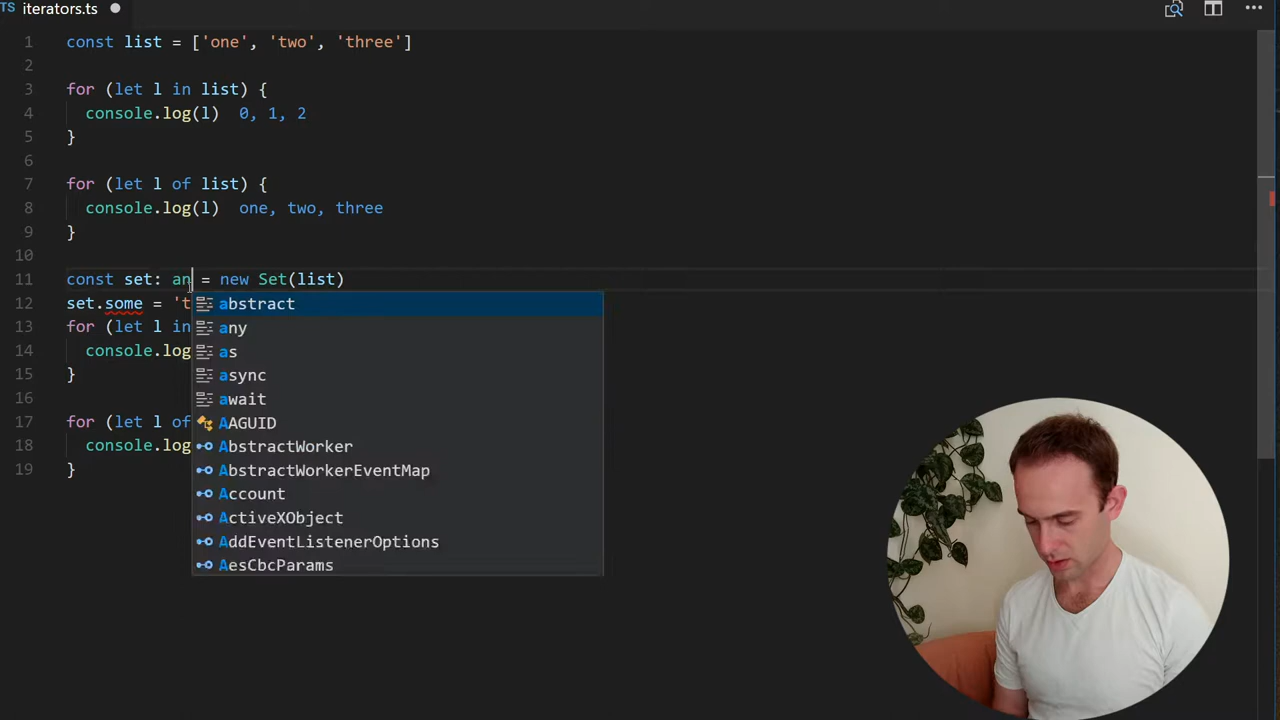 TS iterators.ts
1 const list = ['one', 'two', 'three']
2
3 for (let l in list) {
4 console.log(l) 0, 1, 2
5 }
6
7 for (let l of list) {
8 console.log(l) one, two, three
9 }
10
11 const set: an = new Set(list)
12 set.some = 't
abstract
13 for (let l in
any
as
14 console.log
15 }
async
16
await
17 for (let l of
AAGUID
18 console.log
AbstractWorker
19 }
AbstractWorkerEventMap
Account
ActiveXObject
AddEventListenerOptions
AesCbcParams